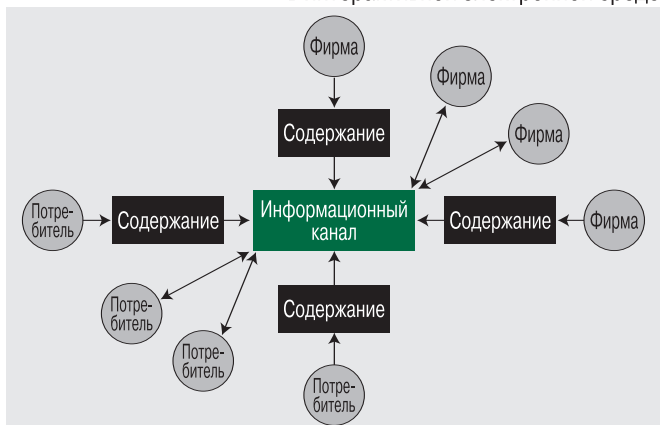 Фирма
Фирма
Содержание
Фирма
Потре-
битель
Содержание
Информационный
канал
Содержание
Фирма
Потре-
битель
Содержание
Потре-
битель
Потре-
битель